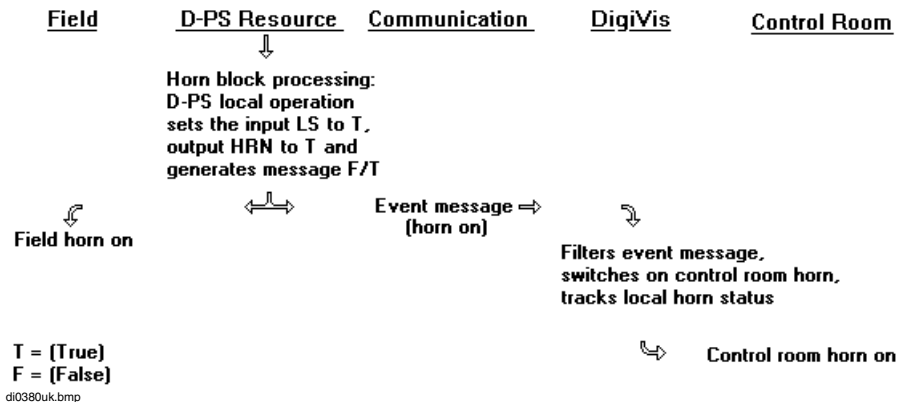 Field D-PS Resource Communication DigiVis Control Room
Horn block processing:
D-PS local operation
sets the input LS to T,
output HRN to T and
generates message F/T
Field horn on
Event message
(horn on)
Filters event message,
switches on control room horn,
tracks local horn status
Control room horn on
T = (True)
F = (False)
di0380uk.bmp